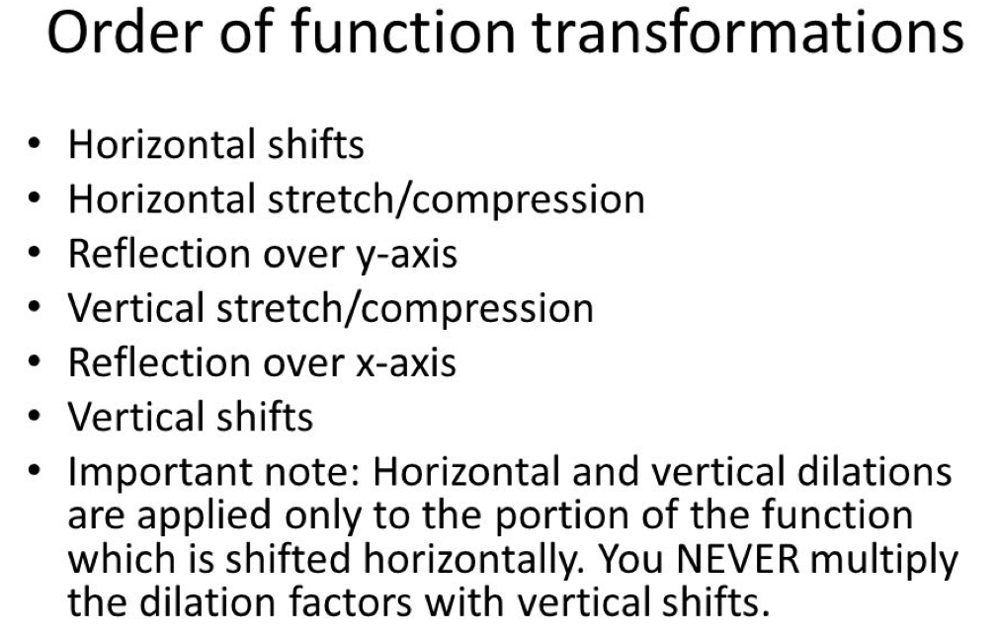 Order of function transformations
• Horizontal shifts
• Horizontal stretch/compression
• Reflection over y-axis
• Vertical stretch/compression
• Reflection over x-axis
• Vertical shifts
• Important note: Horizontal and vertical dilations
are applied only to the portion of the function
which is shifted horizontally. You NEVER multiply
the dilation factors with vertical shifts.